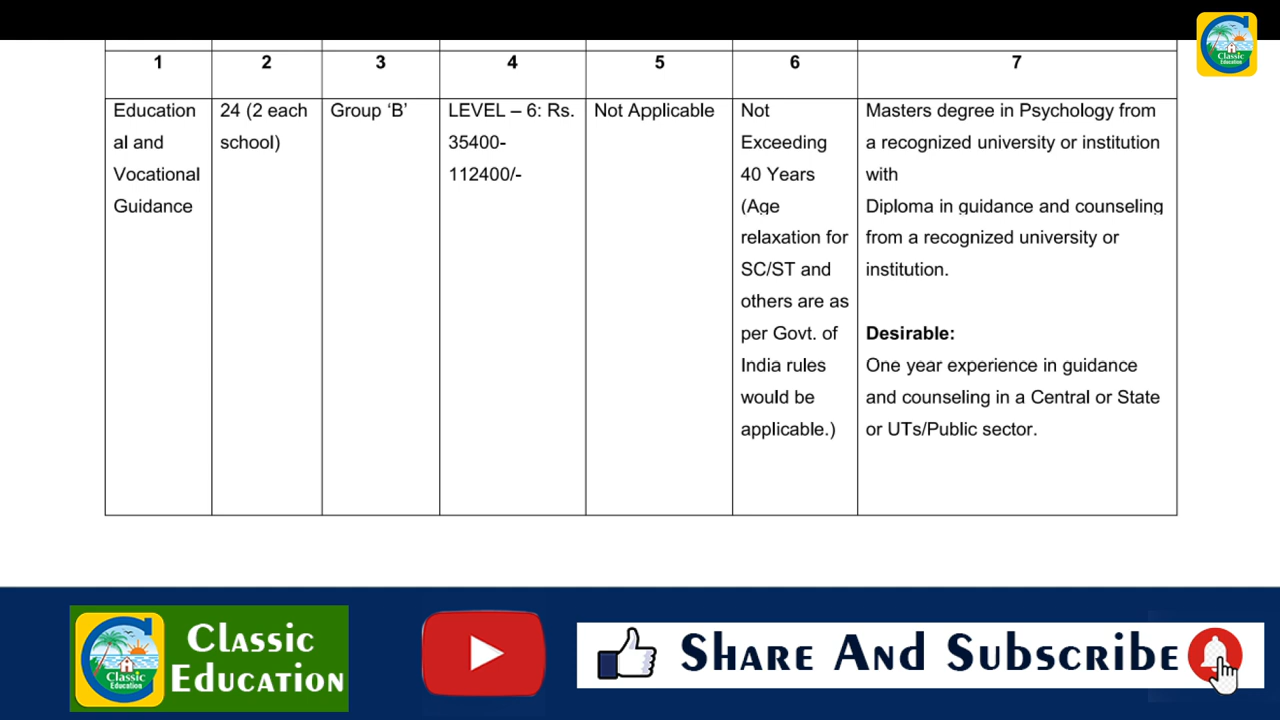 Classic
Education
1 2 3 4 5 6 7
Education
al and
Vocational
Guidance
24 (2 each
school)
Group ‘B’
LEVEL – 6: Rs.
35400-
112400/-
Not Applicable
Not
Exceeding
40 Years
(Age
relaxation for
SC/ST and
others are as
per Govt. of
India rules
would be
applicable.)
Masters degree in Psychology from
a recognized university or institution
with
Diploma in guidance and counseling
from a recognized university or
institution.
Desirable:
One year experience in guidance
and counseling in a Central or State
or UTs/Public sector.
Classic
Education
Classic
Education
Share And Subscribe